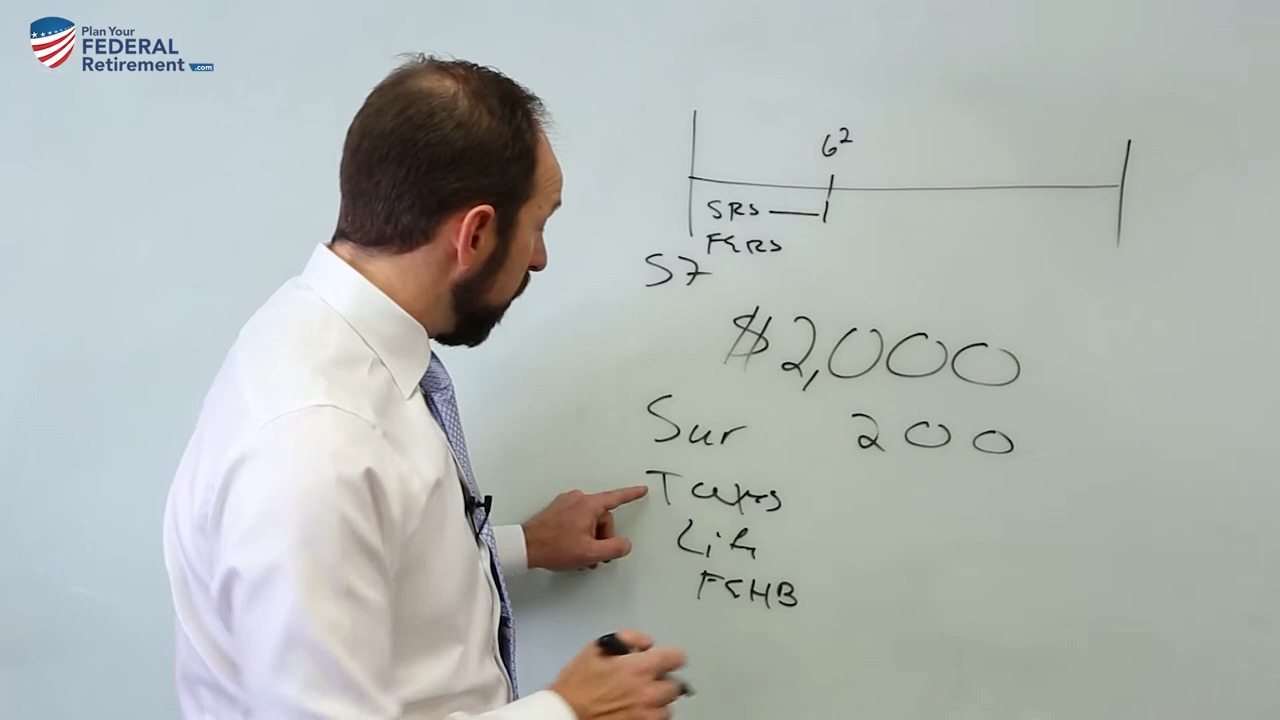 Plan Your
FEDERAL
Retirement .com
62
SRS
FERS
57
$2,000
Sur 200
Taxes
Life
FEHB